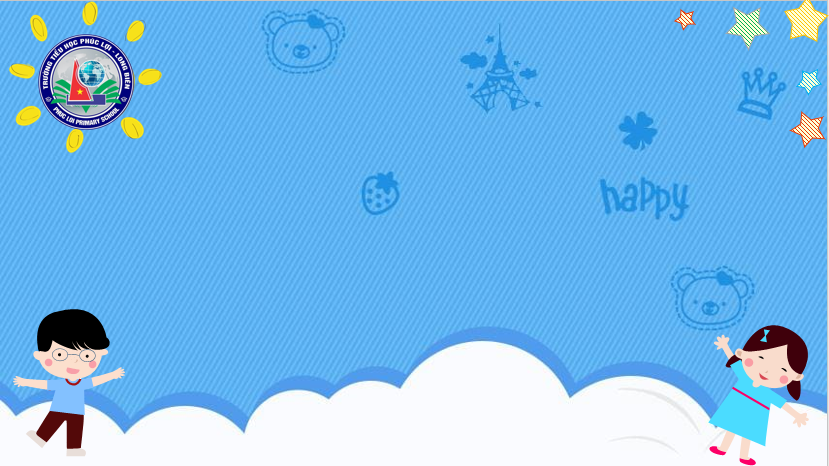 TRƯỜNG TIỂU HỌC PHÚC LỢI - LONG BIÊN
PHUC LOI PRIMARY SCHOOL
happy